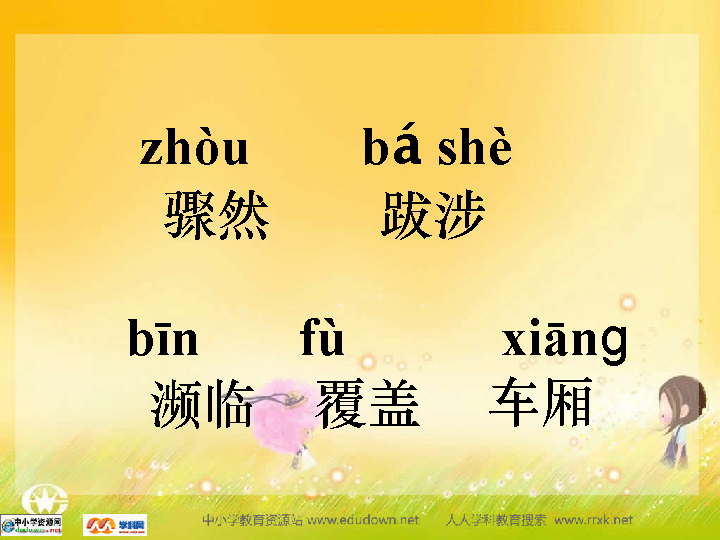 zhòu bá shè
骤然 跋涉
bīn fù xiāng
濒临 覆盖 车厢
中小学资源网 学科网 中小学教育资源站 www.edudown.net 人人学科教育搜索 www.rrxk.net